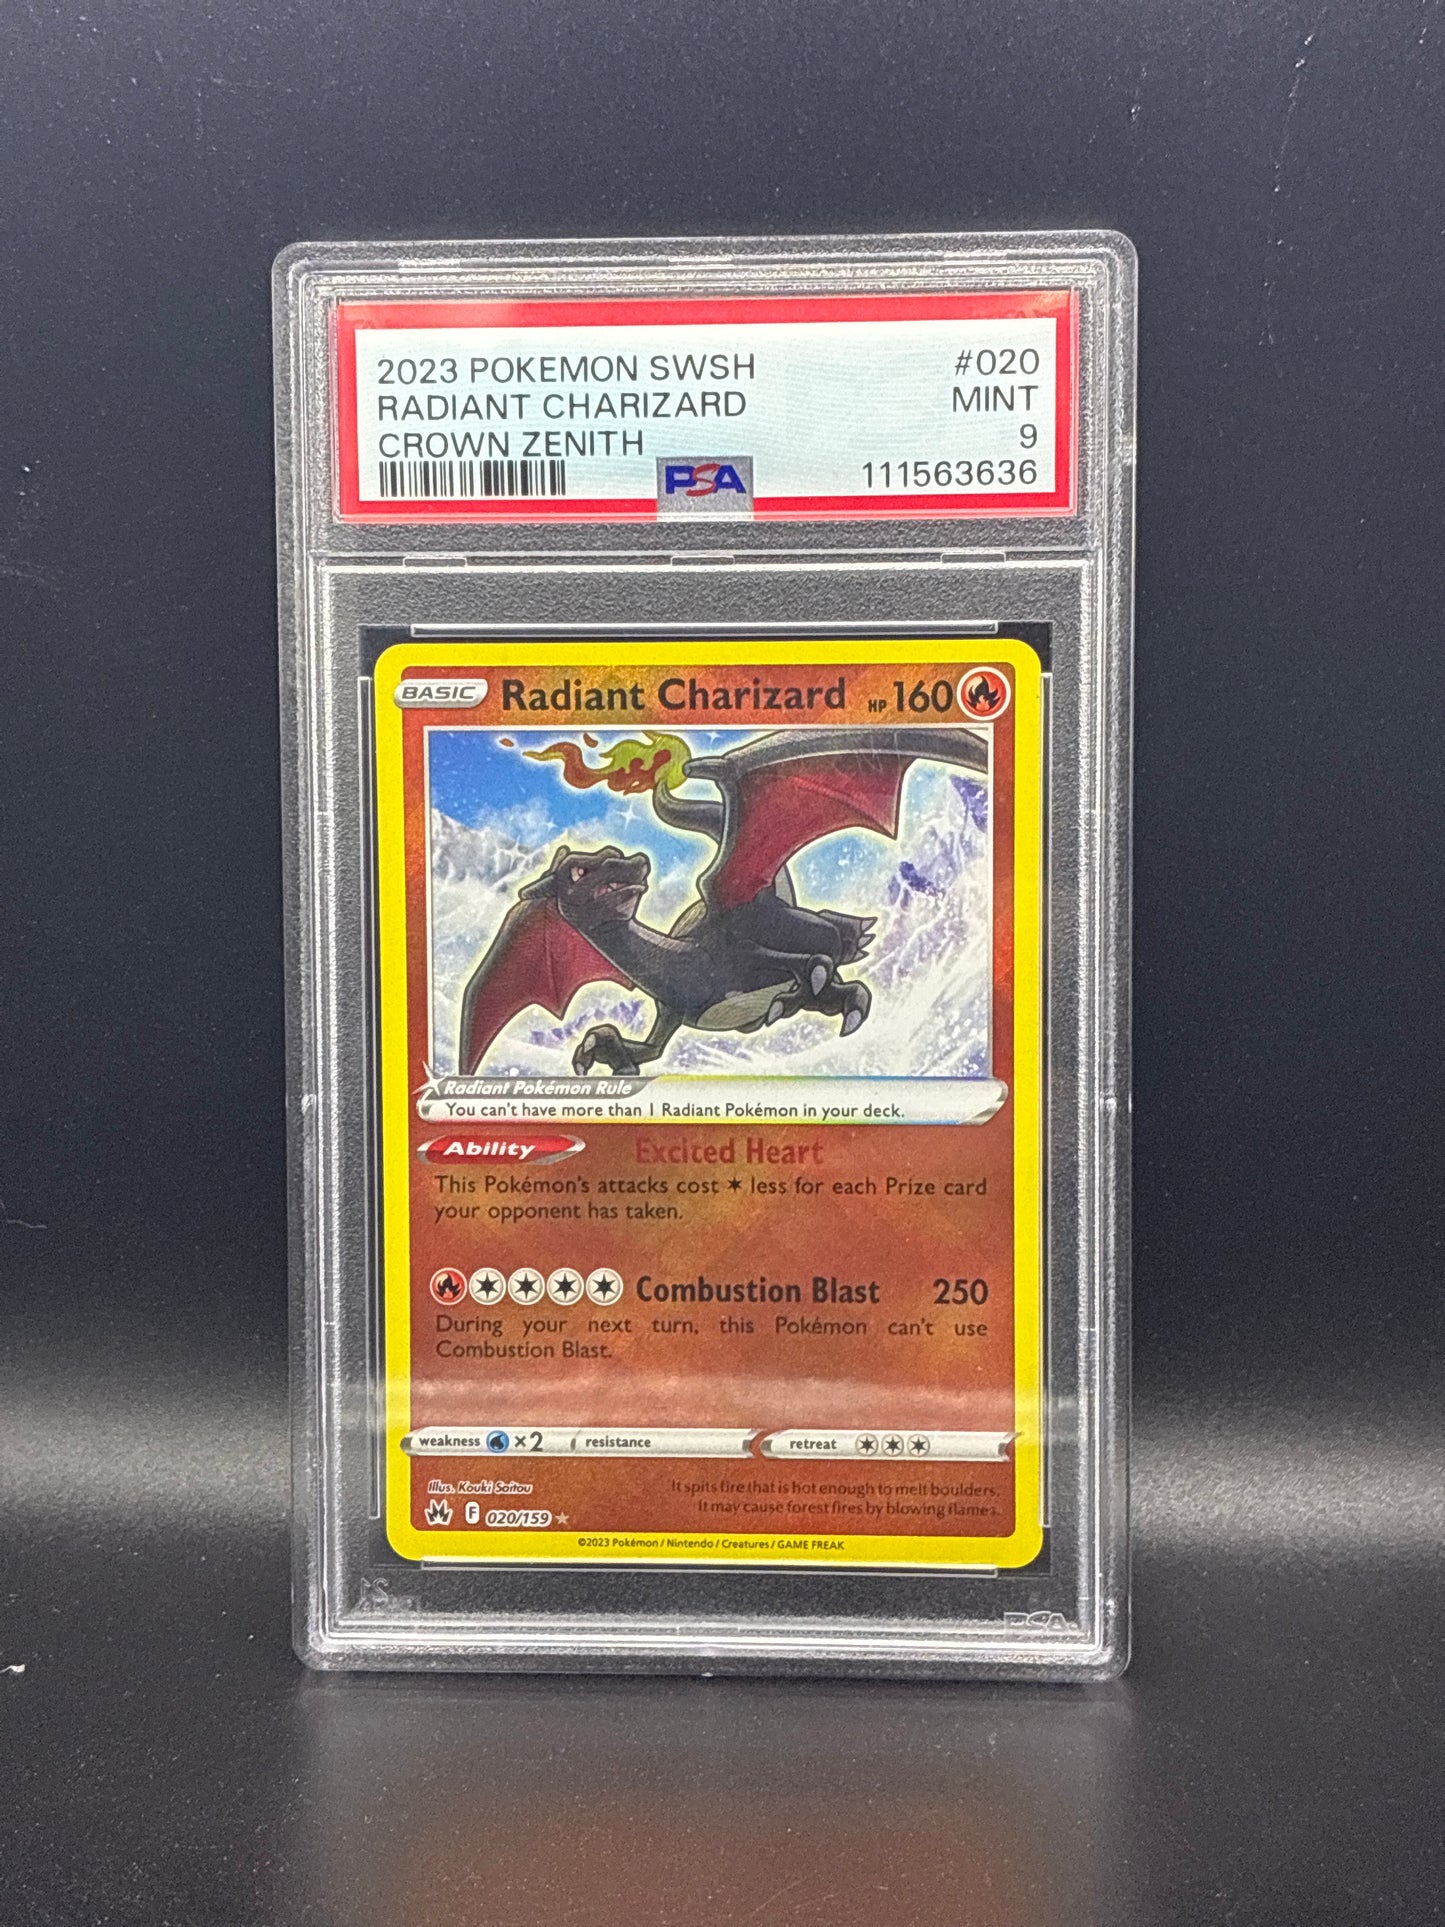 2023 POKEMON SWSH #020
RADIANT CHARIZARD MINT
CROWN ZENITH 9
PSA 111563636
BASIC Radiant Charizard HP 160
Radiant Pokémon Rule
You can't have more than 1 Radiant Pokémon in your deck.
Ability Excited Heart
This Pokémon's attacks cost ✶ less for each Prize card
your opponent has taken.
Combustion Blast 250
During your next turn, this Pokémon can't use
Combustion Blast.
weakness ×2 resistance retreat
Illus. Kouki Saitou
It spits fire that is hot enough to melt boulders.
It may cause forest fires by blowing flames.
F 020/159 ★
©2023 Pokémon / Nintendo / Creatures / GAME FREAK
PSA